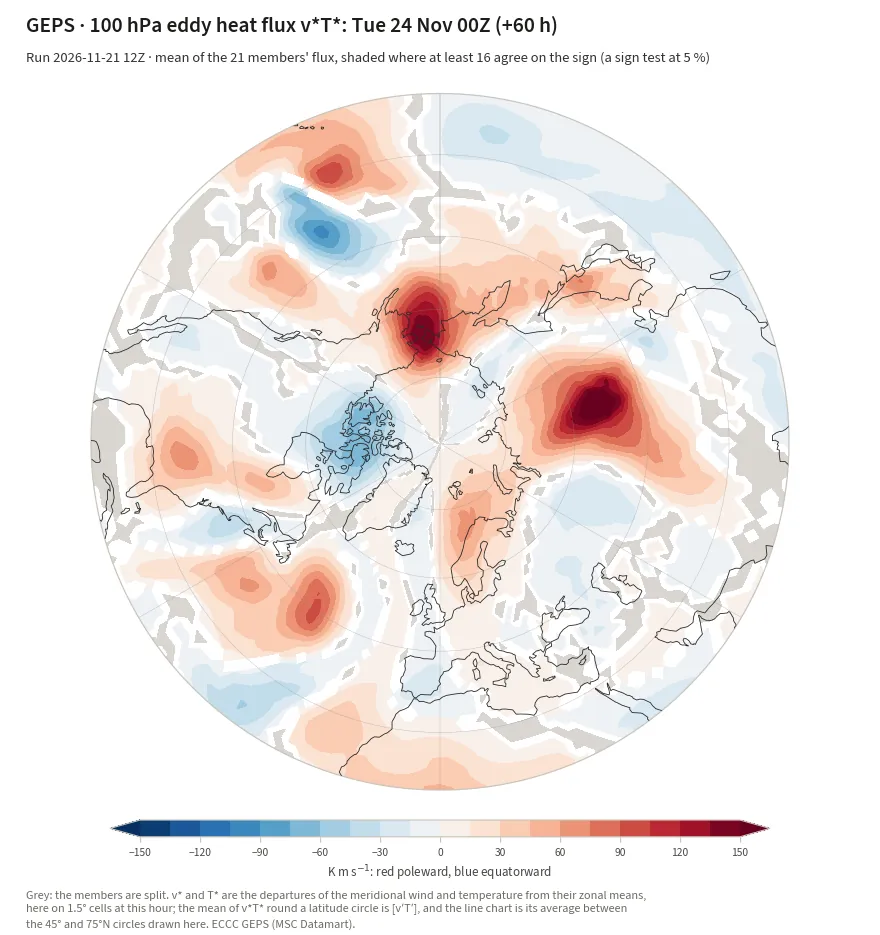 GEPS · 100 hPa eddy heat flux v*T*: Tue 24 Nov 00Z (+60 h)
Run 2026-11-21 12Z · mean of the 21 members' flux, shaded where at least 16 agree on the sign (a sign test at 5 %)
−150 −120 −90 −60 −30 0 30 60 90 120 150
K m s⁻¹: red poleward, blue equatorward
Grey: the members are split. v* and T* are the departures of the meridional wind and temperature from their zonal means,
here on 1.5° cells at this hour; the mean of v*T* round a latitude circle is [v′T′], and the line chart is its average between
the 45° and 75°N circles drawn here. ECCC GEPS (MSC Datamart).